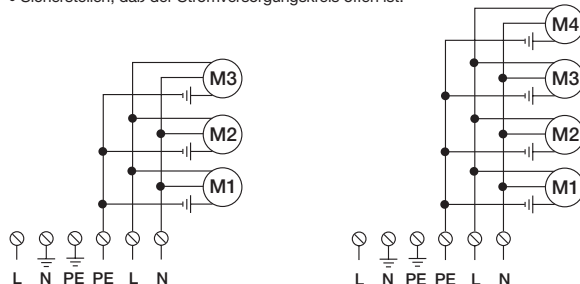 • Sicherstellen, daß der Stromversorgungskreis offen ist.
M3
M2
M1
L N PE PE L N
M4
M3
M2
M1
L N PE PE L N